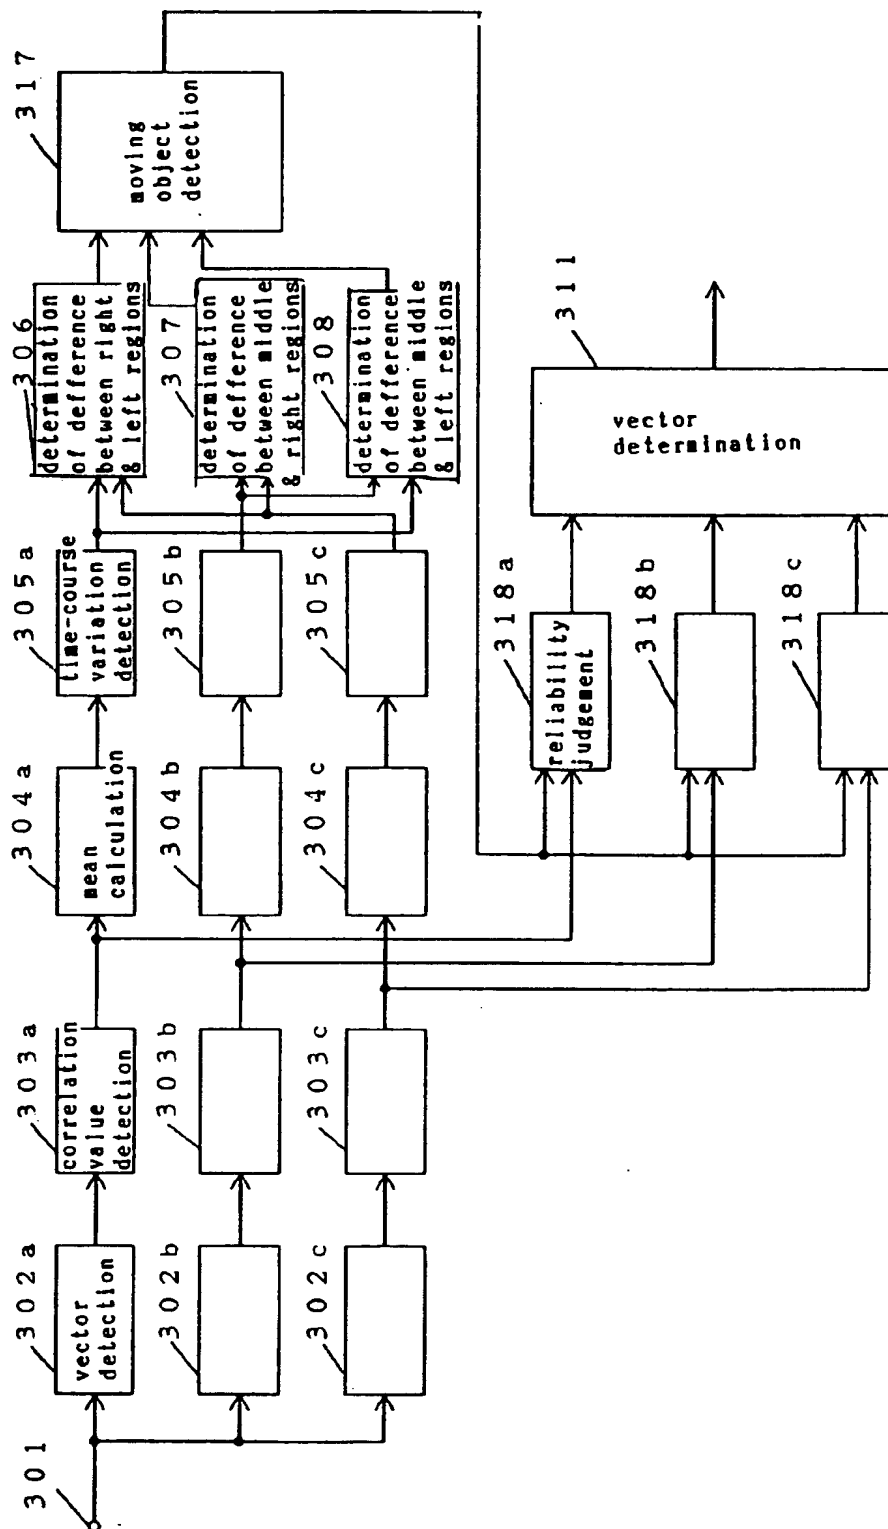 301
302a
vector
detection
302b
302c
303a
correlation
value
detection
303b
303c
304a
mean
calculation
304b
304c
305a
time-course
variation
detection
305b
305c
306
determination
of defference
between right
& left regions
307
determination
of defference
between middle
& right regions
308
determination
of defference
between middle
& left regions
317
moving
object
detection
318a
reliability
judgement
318b
318c
311
vector
determination